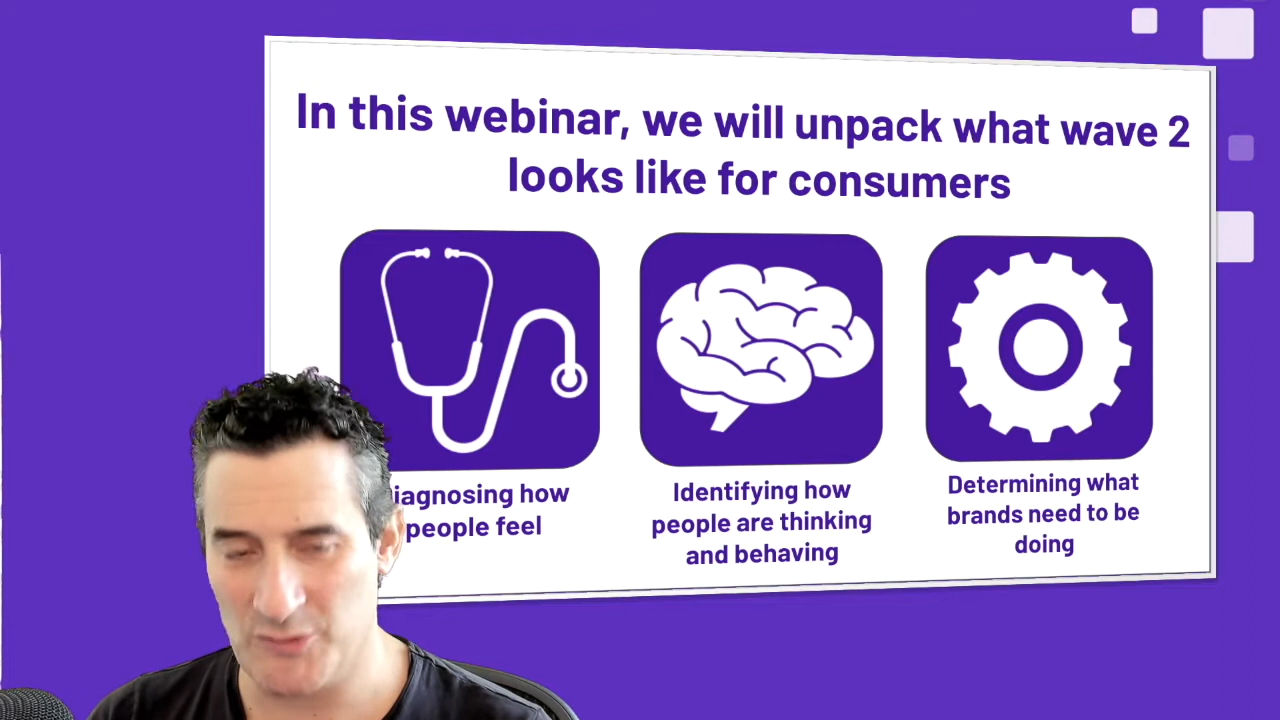 In this webinar, we will unpack what wave 2
looks like for consumers
iagnosing how
people feel
Identifying how
people are thinking
and behaving
Determining what
brands need to be
doing